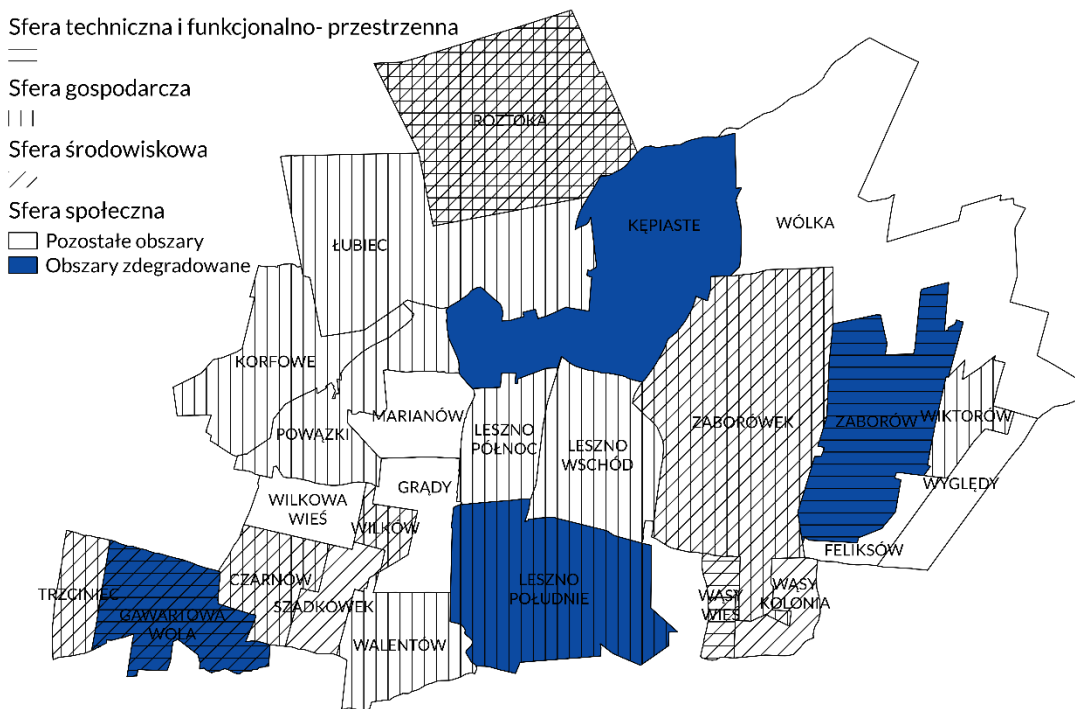 Sfera techniczna i funkcjonalno- przestrzenna
Sfera gospodarcza
Sfera środowiskowa
Sfera społeczna
Pozostałe obszary
Obszary zdegradowane
ROZTOKA
KĘPIASTE
WÓLKA
ŁUBIEC
KORFOWE
MARIANÓW
POWĄZKI
LESZNO
PÓŁNOC
LESZNO
WSCHÓD
ZABORÓWEK
ZABORÓW
WIKTORÓW
GRĄDY
WYGLĘDY
WILKOWA
WIEŚ
WILKÓW
FELIKSÓW
TRZCINIEC
CZARNÓW
SZADKÓWEK
GAWARTOWA
WOLA
LESZNO
POŁUDNIE
WĄSY
WIEŚ
WĄSY
KOLONIA
WALENTÓW